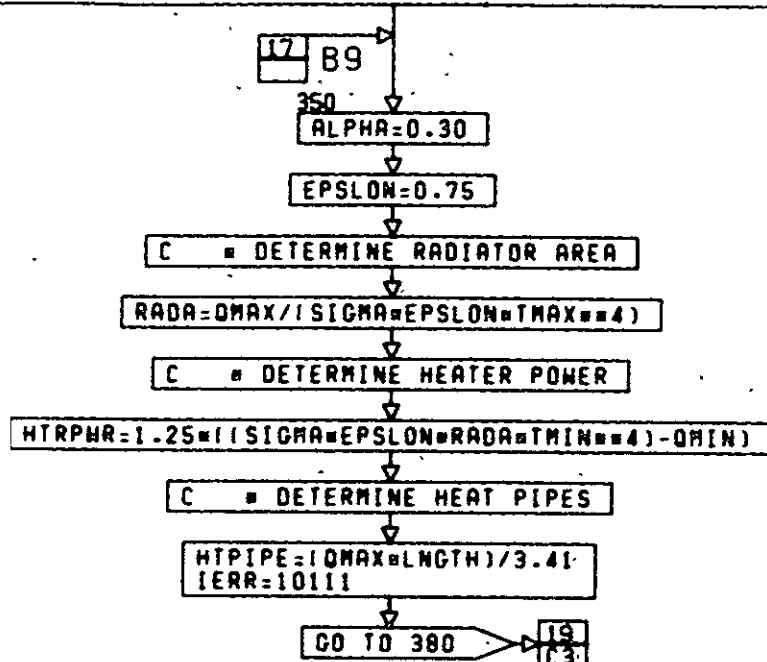 17 B9
350
ALPHA=0.30
EPSLON=0.75
C * DETERMINE RADIATOR AREA
RADA=QMAX/(SIGMA*EPSLON*TMAX**4)
C * DETERMINE HEATER POWER
HTRPWR=1.25*((SIGMA*EPSLON*RADA*TMIN**4)-QMIN)
C * DETERMINE HEAT PIPES
HTPIPE=(QMAX*LNGTH)/3.41
IERR=10111
GO TO 380
19
C3